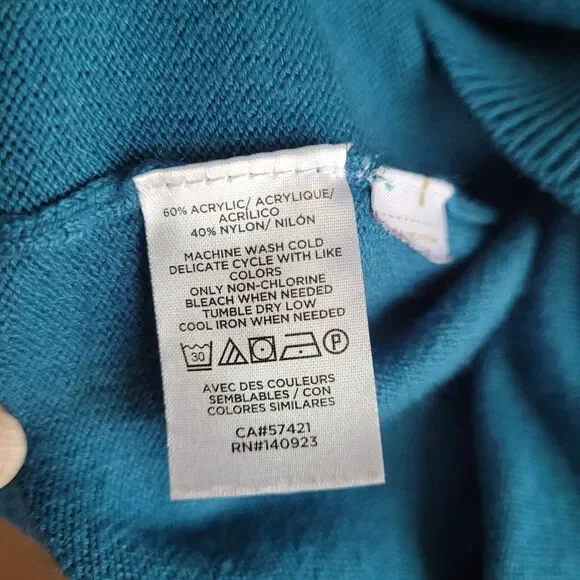 60% ACRYLIC/ ACRYLIQUE/
ACRÍLICO
40% NYLON/ NILÓN
MACHINE WASH COLD
DELICATE CYCLE WITH LIKE
COLORS
ONLY NON-CHLORINE
BLEACH WHEN NEEDED
TUMBLE DRY LOW
COOL IRON WHEN NEEDED
30 P
AVEC DES COULEURS
SEMBLABLES / CON
COLORES SIMILARES
CA#57421
RN#140923